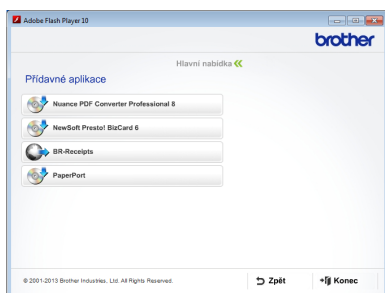 Adobe Flash Player 10
brother
Hlavní nabídka
Přídavné aplikace
Nuance PDF Converter Professional 8
NewSoft Presto! BizCard 6
BR-Receipts
PaperPort
© 2001-2013 Brother Industries, Ltd. All Rights Reserved.
Zpět
Konec